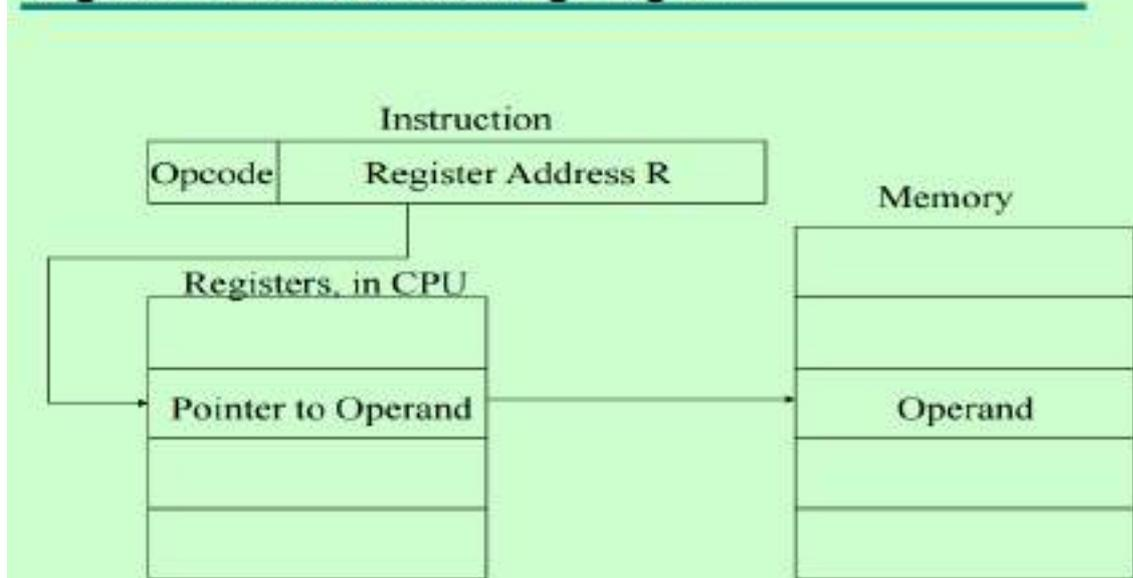 Instruction
Opcode Register Address R
Memory
Registers, in CPU
Pointer to Operand
Operand